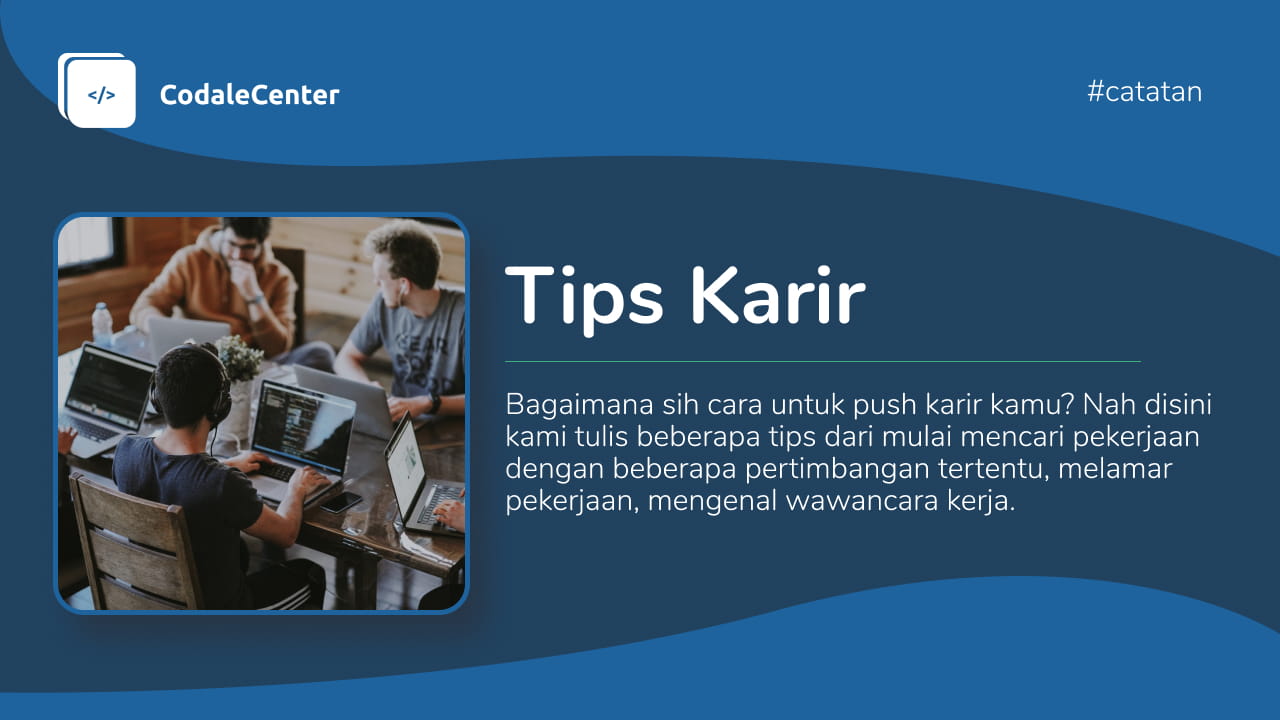 </>
CodaleCenter
#catatan
Tips Karir
Bagaimana sih cara untuk push karir kamu? Nah disini
kami tulis beberapa tips dari mulai mencari pekerjaan
dengan beberapa pertimbangan tertentu, melamar
pekerjaan, mengenal wawancara kerja.